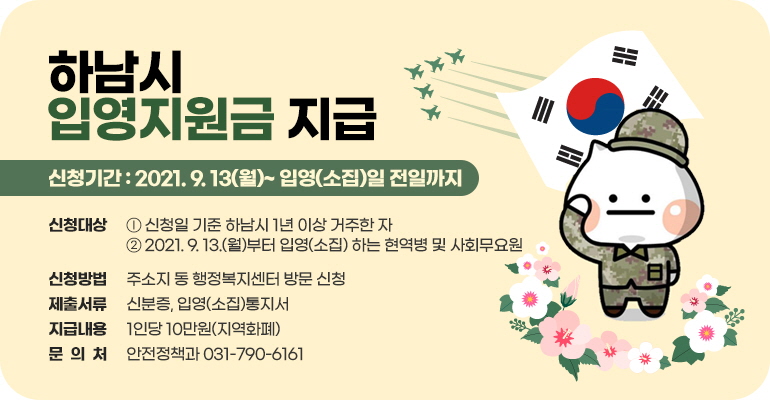 하남시
입영지원금 지급
신청기간 : 2021. 9. 13(월)~ 입영(소집)일 전일까지
신청대상 ① 신청일 기준 하남시 1년 이상 거주한 자
② 2021. 9. 13.(월)부터 입영(소집) 하는 현역병 및 사회무요원
신청방법 주소지 동 행정복지센터 방문 신청
제출서류 신분증, 입영(소집)통지서
지급내용 1인당 10만원(지역화폐)
문 의 처 안전정책과 031-790-6161